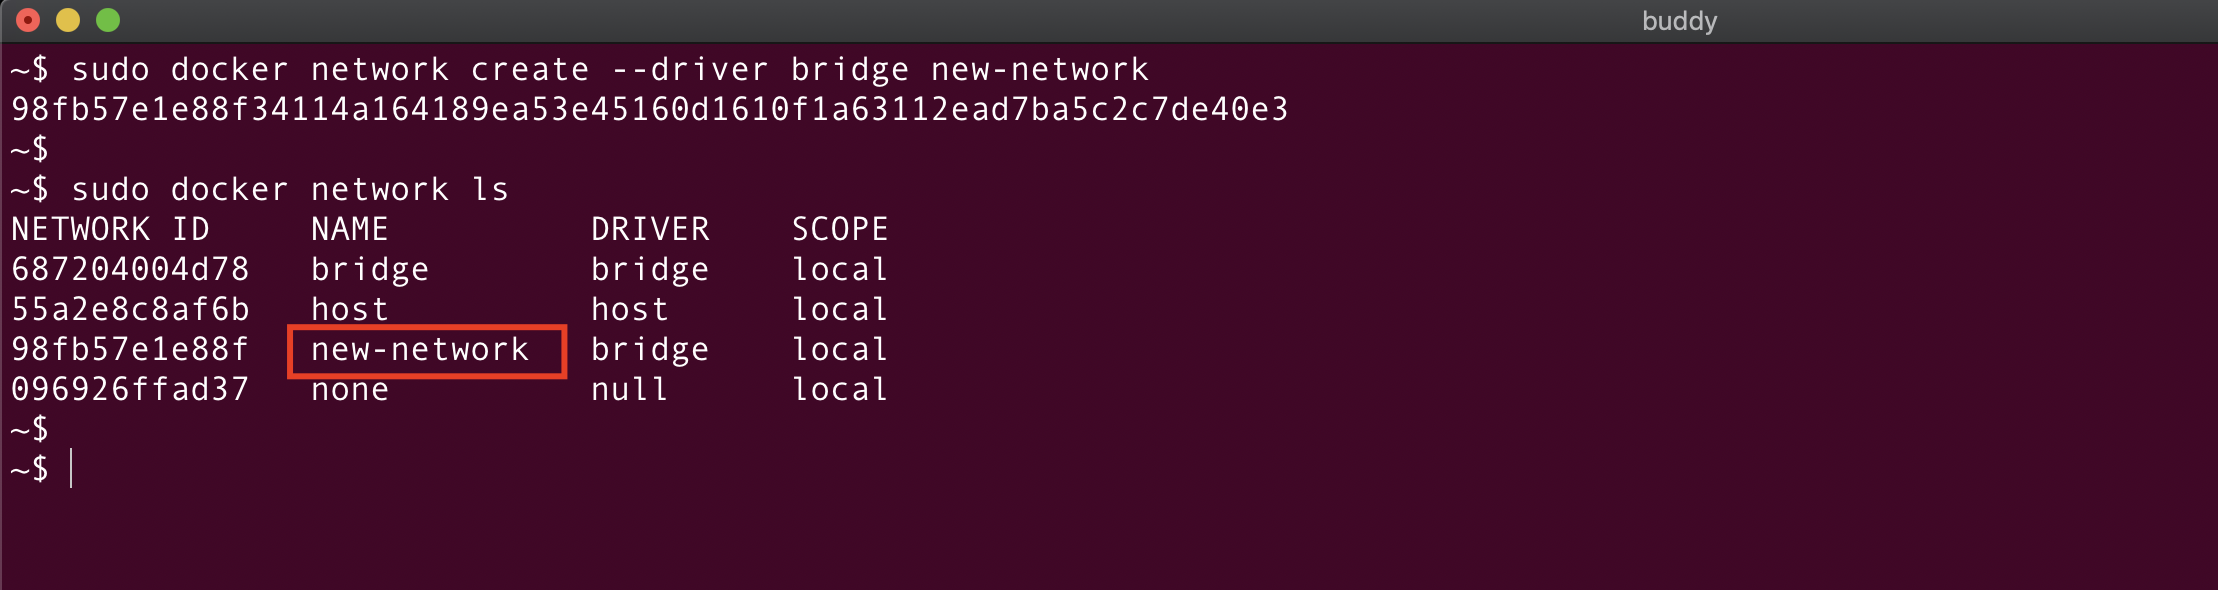 buddy
~$ sudo docker network create --driver bridge new-network
98fb57e1e88f34114a164189ea53e45160d1610f1a63112ead7ba5c2c7de40e3
~$
~$ sudo docker network ls
NETWORK ID     NAME          DRIVER    SCOPE
687204004d78   bridge        bridge    local
55a2e8c8af6b   host          host      local
98fb57e1e88f   new-network   bridge    local
096926ffad37   none          null      local
~$
~$